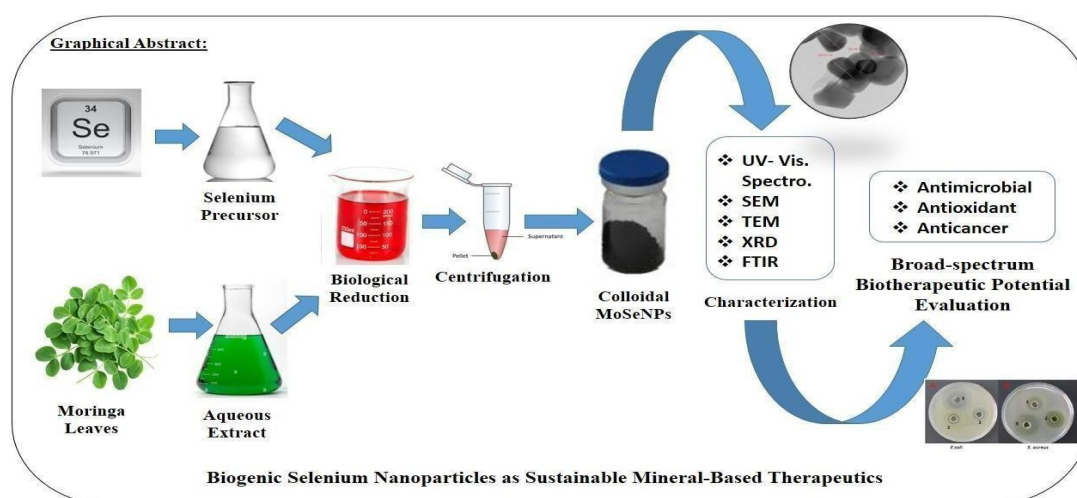 Graphical Abstract:
34
Se
Selenium
78.971
Selenium
Precursor
Moringa
Leaves
Aqueous
Extract
Biological
Reduction
Supernatant
Pellet
Centrifugation
Colloidal
MoSeNPs
❖ UV- Vis.
Spectro.
❖ SEM
❖ TEM
❖ XRD
❖ FTIR
Characterization
❖ Antimicrobial
❖ Antioxidant
❖ Anticancer
Broad-spectrum
Biotherapeutic Potential
Evaluation
E.coli
S. aureus
Biogenic Selenium Nanoparticles as Sustainable Mineral-Based Therapeutics